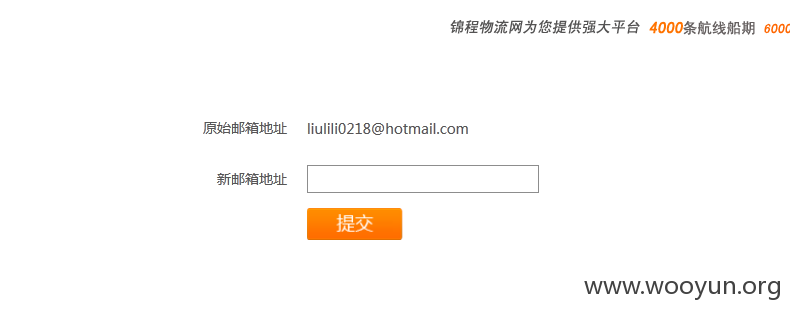 锦程物流网为您提供强大平台 4000条航线船期 6000
原始邮箱地址 liulili0218@hotmail.com
新邮箱地址
提交
www.wooyun.org